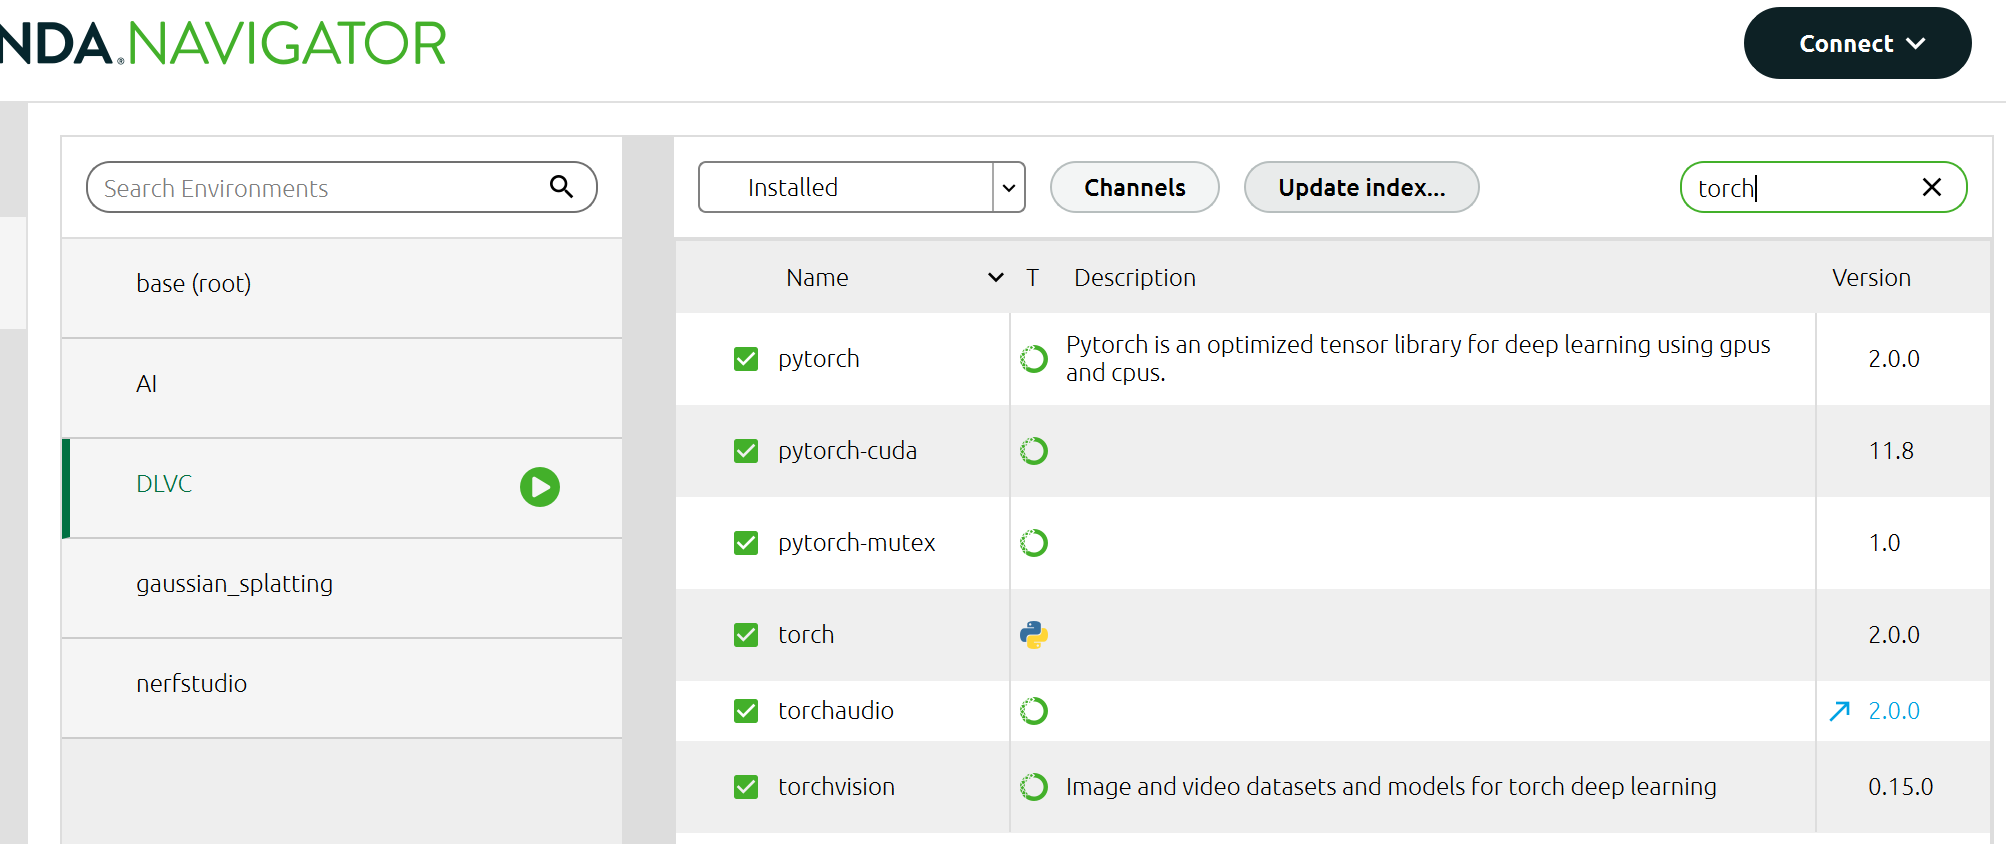 NDA.®NAVIGATOR
Connect
Search Environments
Installed
Channels
Update index...
torch
base (root)
AI
DLVC
gaussian_splatting
nerfstudio
Name T Description Version
pytorch Pytorch is an optimized tensor library for deep learning using gpus
and cpus. 2.0.0
pytorch-cuda 11.8
pytorch-mutex 1.0
torch 2.0.0
torchaudio 2.0.0
torchvision Image and video datasets and models for torch deep learning 0.15.0